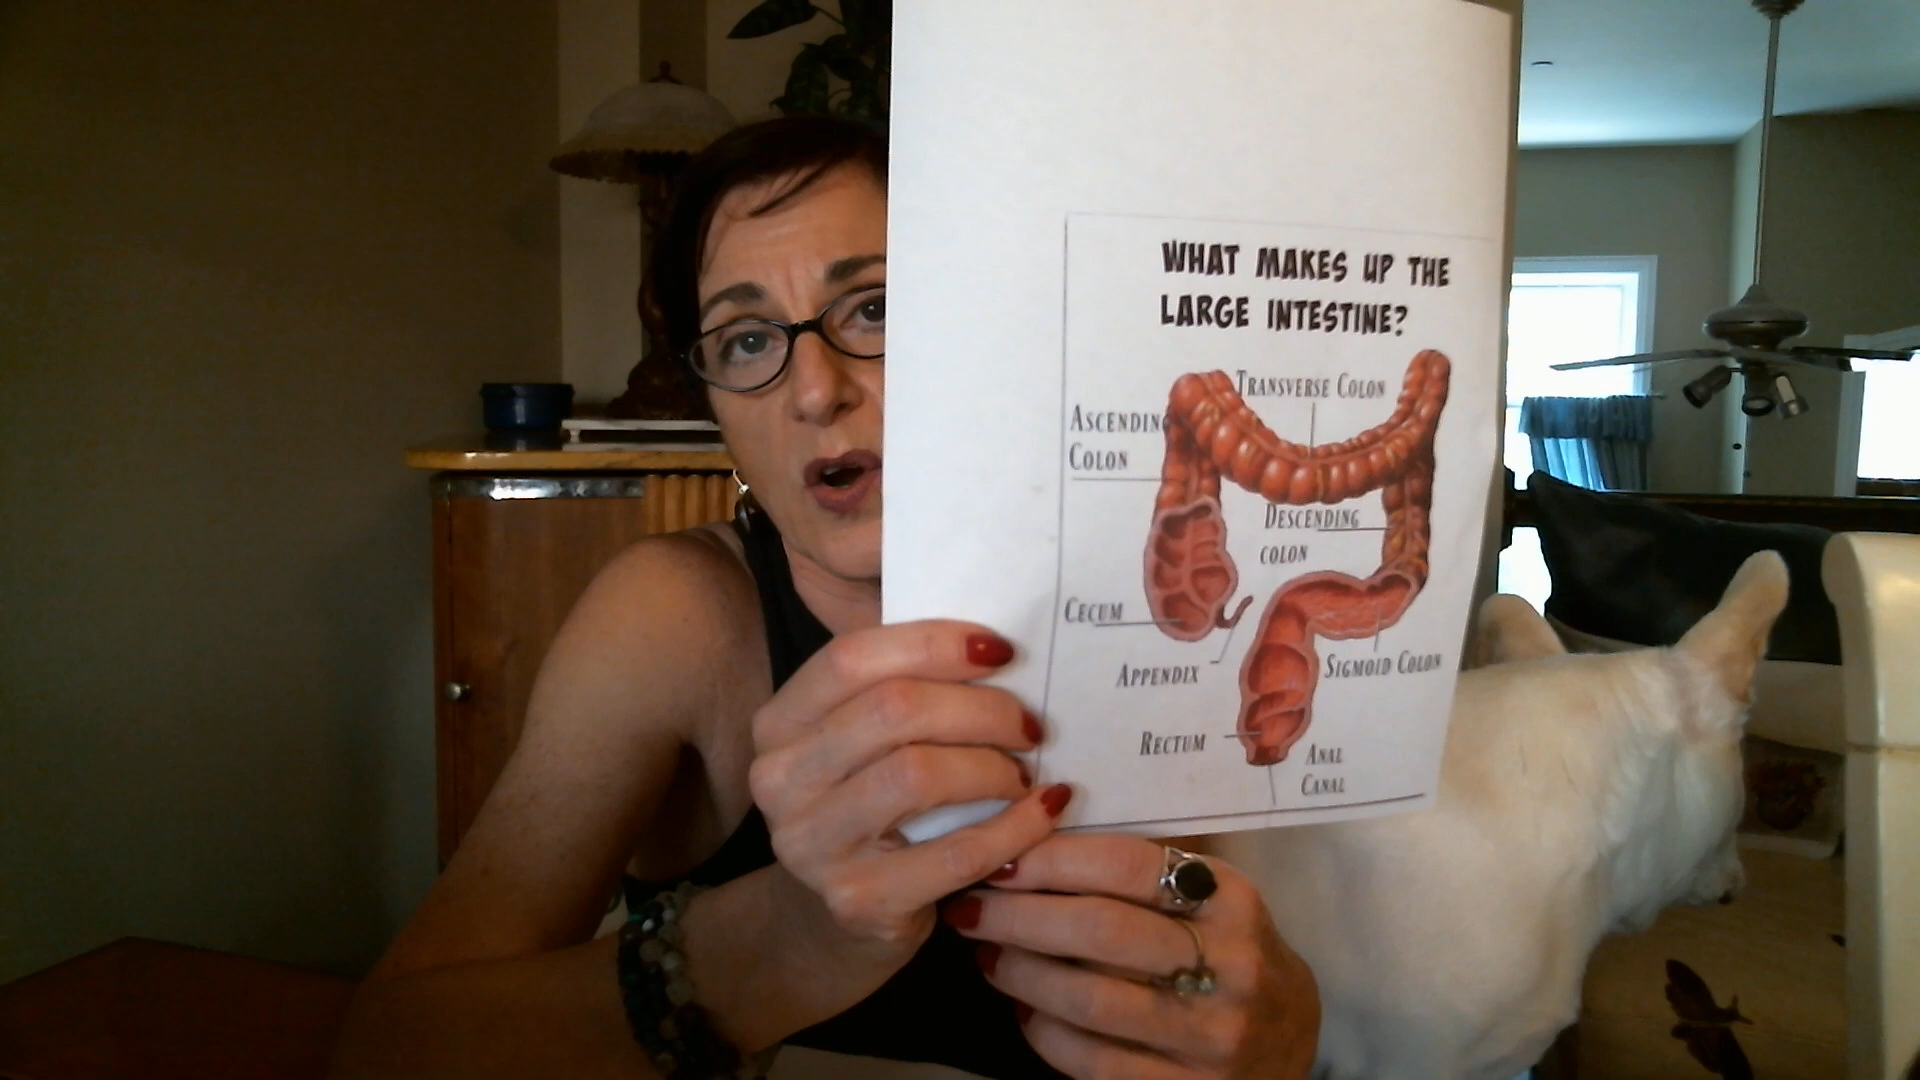 WHAT MAKES UP THE
LARGE INTESTINE?
TRANSVERSE COLON
ASCENDING
COLON
DESCENDING
COLON
CECUM
APPENDIX
SIGMOID COLON
RECTUM
ANAL
CANAL